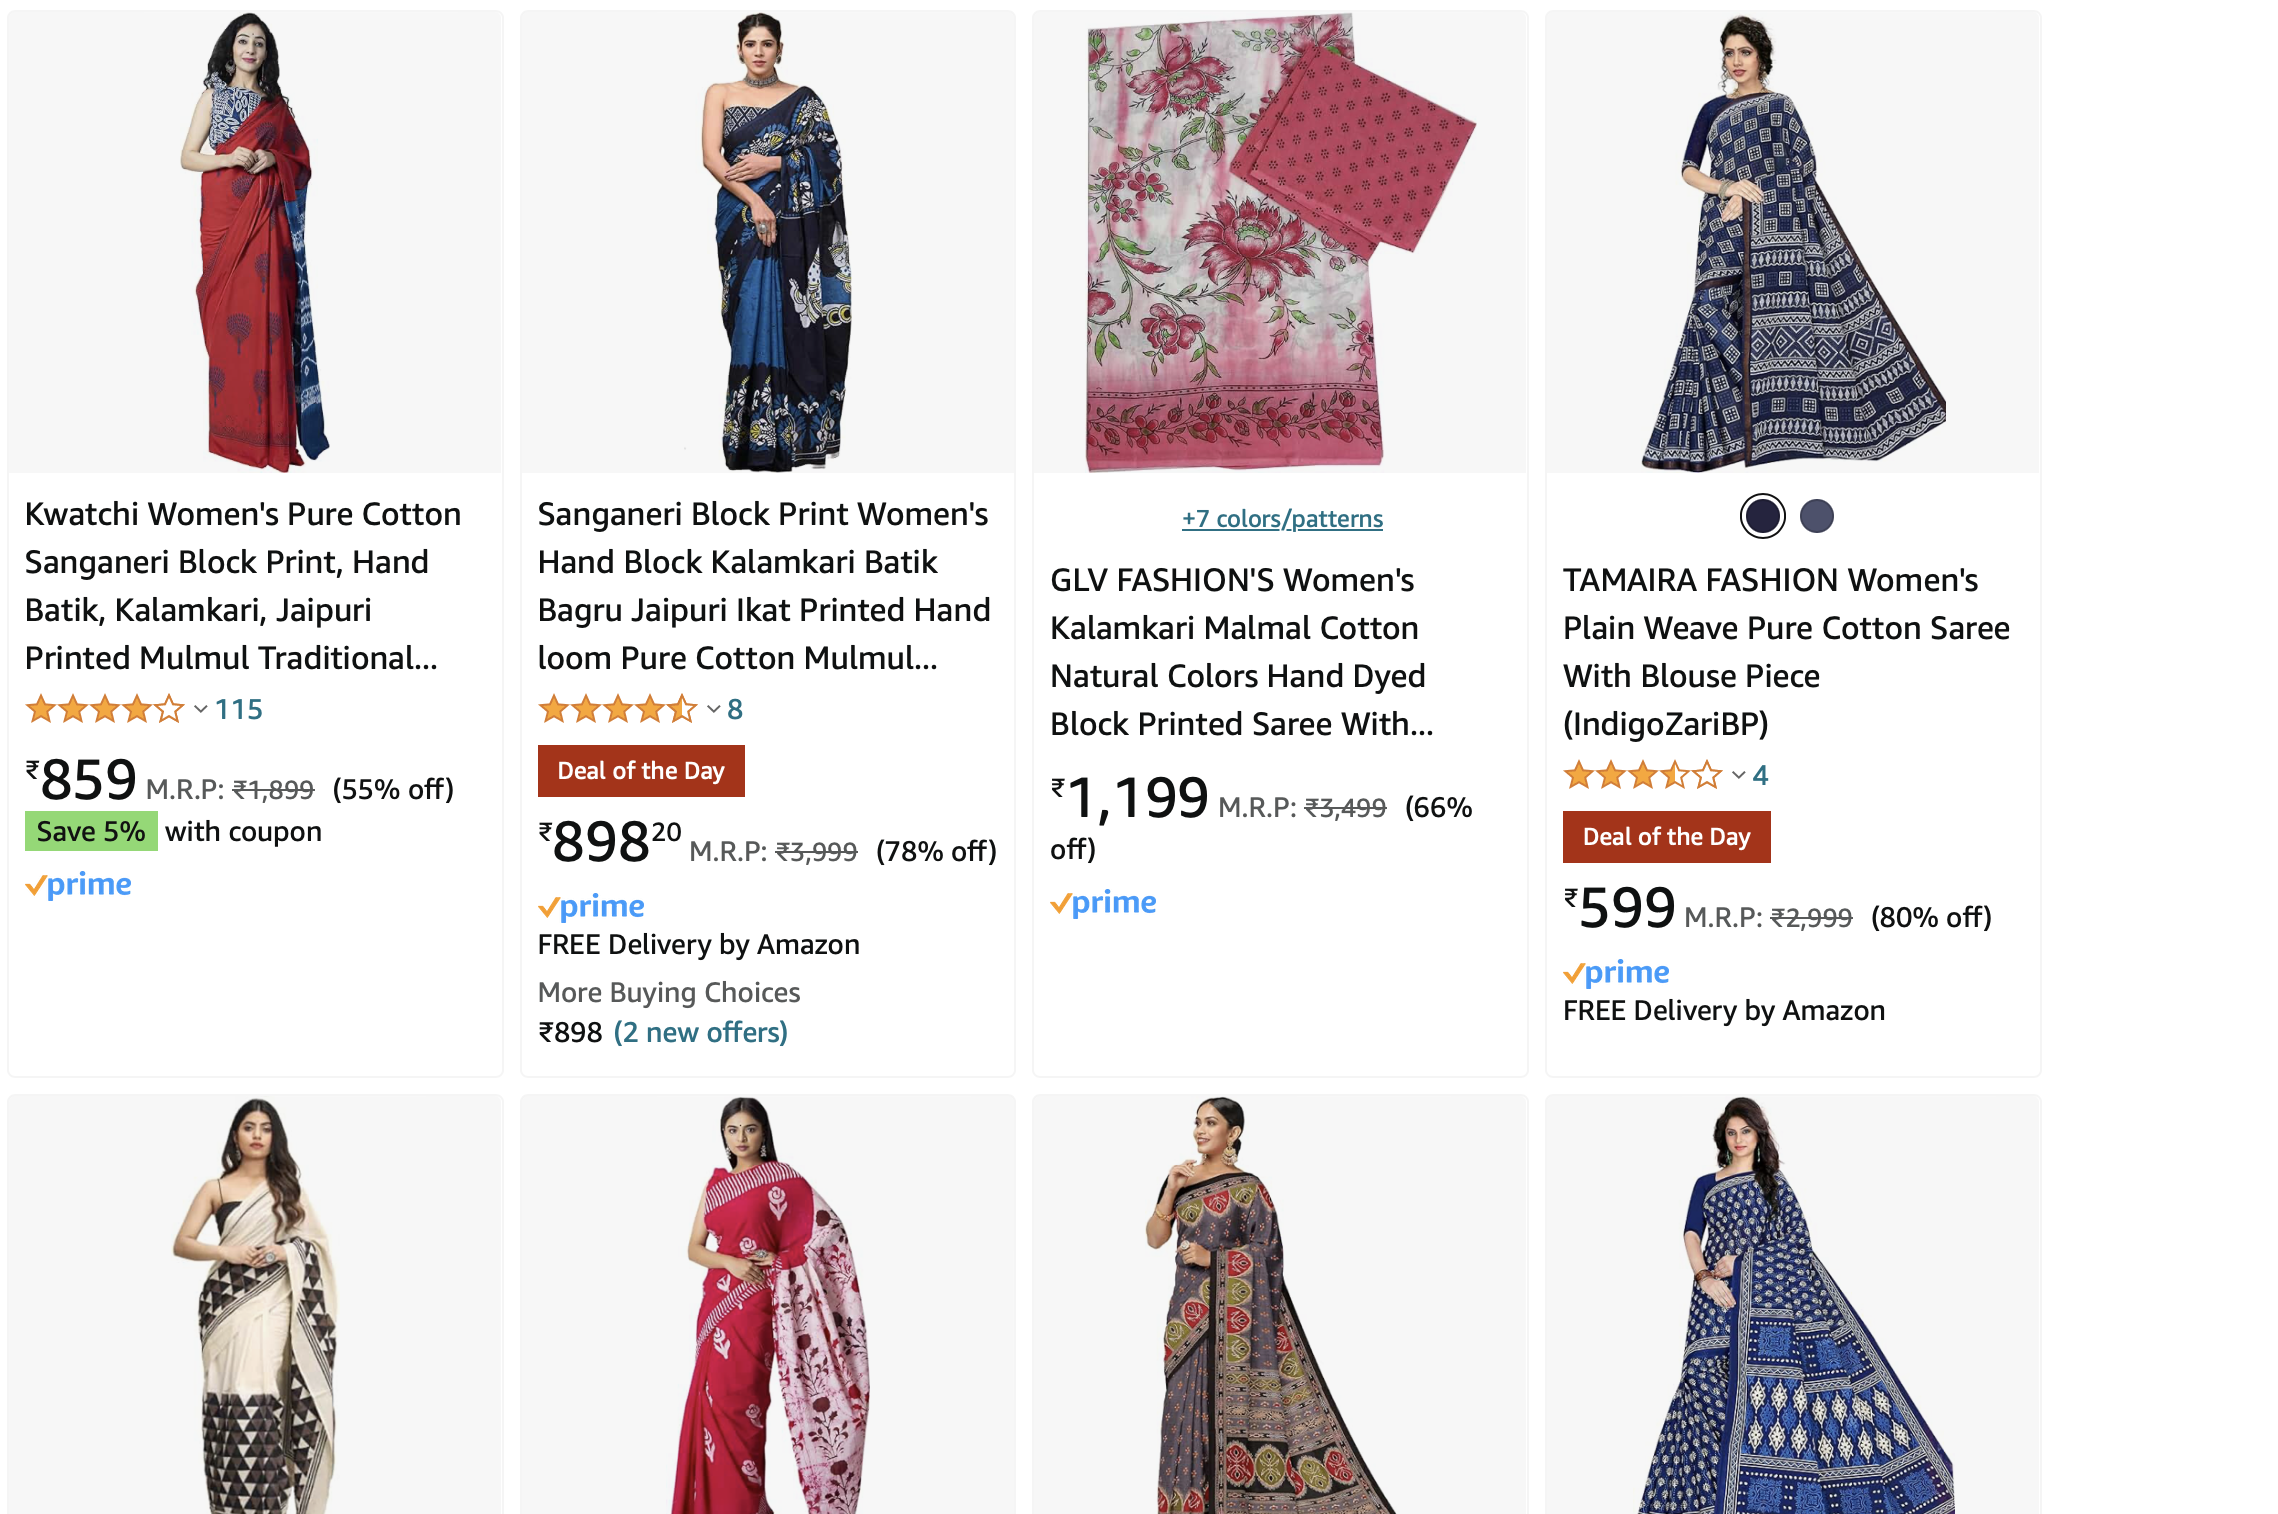 Kwatchi Women's Pure Cotton
Sanganeri Block Print, Hand
Batik, Kalamkari, Jaipuri
Printed Mulmul Traditional...
115
₹859 M.R.P: ₹1,899 (55% off)
Save 5% with coupon
prime
Sanganeri Block Print Women's
Hand Block Kalamkari Batik
Bagru Jaipuri Ikat Printed Hand
loom Pure Cotton Mulmul...
8
Deal of the Day
₹89820 M.R.P: ₹3,999 (78% off)
prime
FREE Delivery by Amazon
More Buying Choices
₹898 (2 new offers)
+7 colors/patterns
GLV FASHION'S Women's
Kalamkari Malmal Cotton
Natural Colors Hand Dyed
Block Printed Saree With...
₹1,199 M.R.P: ₹3,499 (66%
off)
prime
TAMAIRA FASHION Women's
Plain Weave Pure Cotton Saree
With Blouse Piece
(IndigoZariBP)
4
Deal of the Day
₹599 M.R.P: ₹2,999 (80% off)
prime
FREE Delivery by Amazon